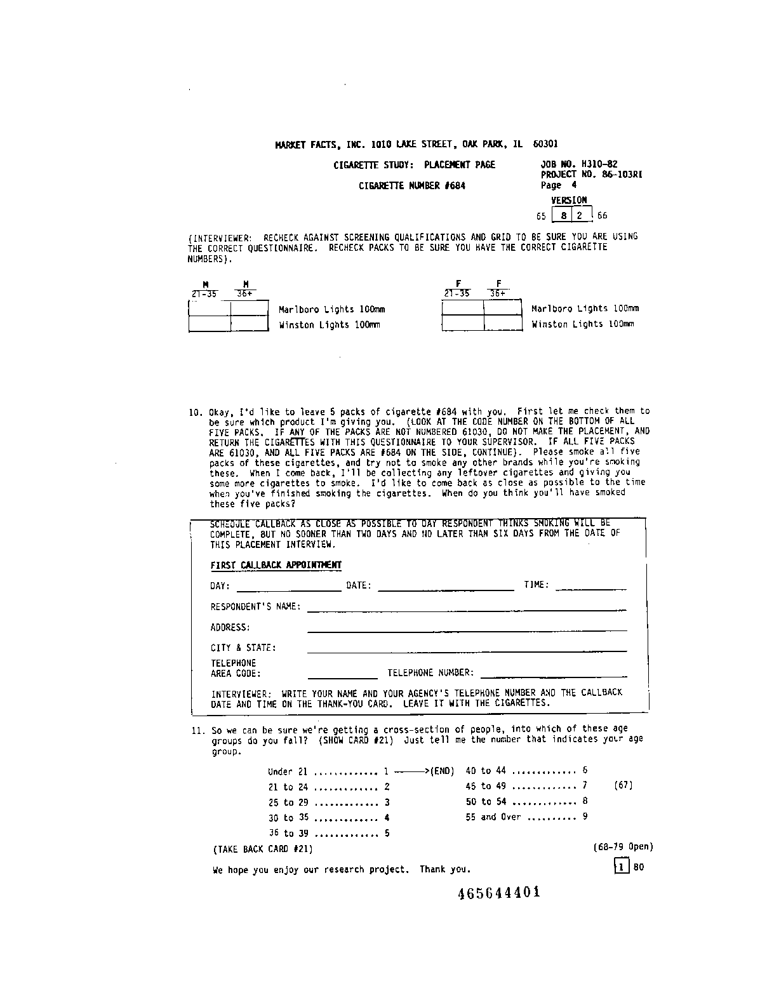 MARKET FACTS, INC. 1010 LAKE STREET, OAK PARK, IL 60301
CIGARETTE STUDY: PLACEMENT PAGE
JOB NO. H310-82
PROJECT NO. 86-103RI
CIGARETTE NUMBER #684
Page 4
VERSION
65 8 2 66
(INTERVIEWER: RECHECK AGAINST SCREENING QUALIFICATIONS AND GRID TO BE SURE YOU ARE USING
THE CORRECT QUESTIONNAIRE. RECHECK PACKS TO BE SURE YOU HAVE THE CORRECT CIGARETTE
NUMBERS).
M M F F
21-35 36+ 21-35 36+
Marlboro Lights 100mm Marlboro Lights 100mm
Winston Lights 100mm Winston Lights 100mm
10. Okay, I'd like to leave 5 packs of cigarette #684 with you. First let me check them to
be sure which product I'm giving you. (LOOK AT THE CODE NUMBER ON THE BOTTOM OF ALL
FIVE PACKS. IF ANY OF THE PACKS ARE NOT NUMBERED 61030, DO NOT MAKE THE PLACEMENT, AND
RETURN THE CIGARETTES WITH THIS QUESTIONNAIRE TO YOUR SUPERVISOR. IF ALL FIVE PACKS
ARE 61030, AND ALL FIVE PACKS ARE #684 ON THE SIDE, CONTINUE). Please smoke all five
packs of these cigarettes, and try not to smoke any other brands while you're smoking
these. When I come back, I'll be collecting any leftover cigarettes and giving you
some more cigarettes to smoke. I'd like to come back as close as possible to the time
when you've finished smoking the cigarettes. When do you think you'll have smoked
these five packs?
SCHEDULE CALLBACK AS CLOSE AS POSSIBLE TO DAY RESPONDENT THINKS SMOKING WILL BE
COMPLETE, BUT NO SOONER THAN TWO DAYS AND NO LATER THAN SIX DAYS FROM THE DATE OF
THIS PLACEMENT INTERVIEW.
FIRST CALLBACK APPOINTMENT
DAY: DATE: TIME:
RESPONDENT'S NAME:
ADDRESS:
CITY & STATE:
TELEPHONE
AREA CODE: TELEPHONE NUMBER:
INTERVIEWER: WRITE YOUR NAME AND YOUR AGENCY'S TELEPHONE NUMBER AND THE CALLBACK
DATE AND TIME ON THE THANK-YOU CARD. LEAVE IT WITH THE CIGARETTES.
11. So we can be sure we're getting a cross-section of people, into which of these age
groups do you fall? (SHOW CARD #21) Just tell me the number that indicates your age
group.
Under 21 ............. 1 ---->(END) 40 to 44 ............. 6
21 to 24 ............. 2 45 to 49 ............. 7 (67)
25 to 29 ............. 3 50 to 54 ............. 8
30 to 35 ............. 4 55 and Over .......... 9
36 to 39 ............. 5
(TAKE BACK CARD #21) (68-79 Open)
We hope you enjoy our research project. Thank you. 1 80
465644401